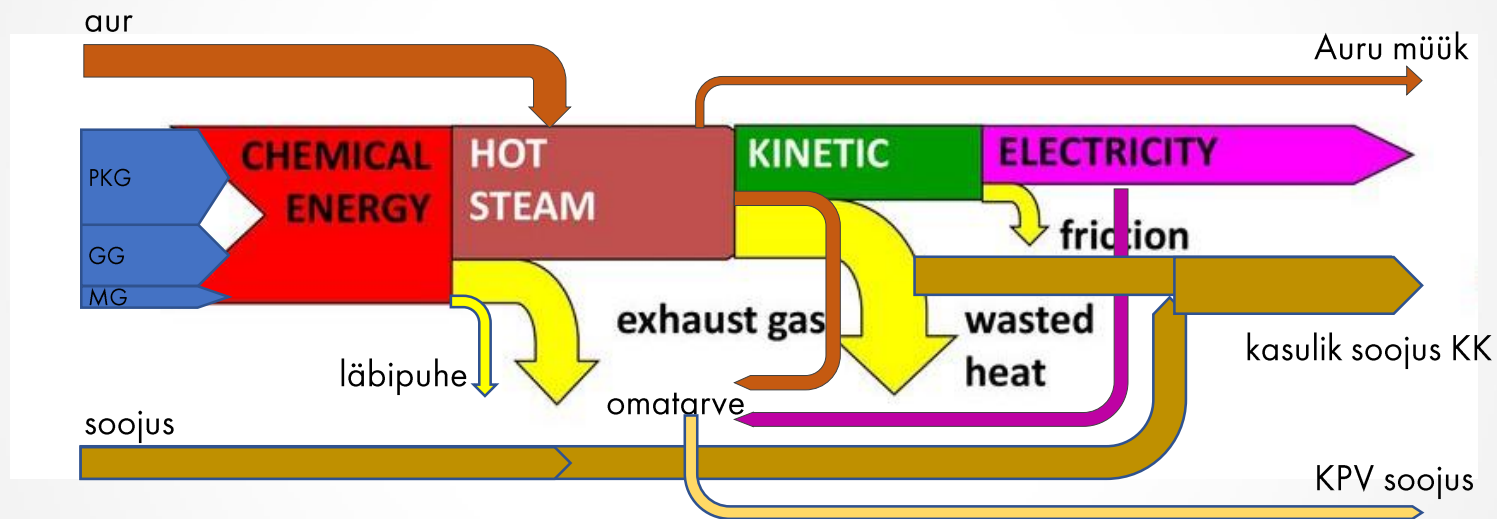 aur
Auru müük
PKG
CHEMICAL
ENERGY
HOT
STEAM
KINETIC
ELECTRICITY
GG
MG
friction
exhaust gas
wasted
heat
kasulik soojus KK
läbipuhe
omatarve
soojus
KPV soojus